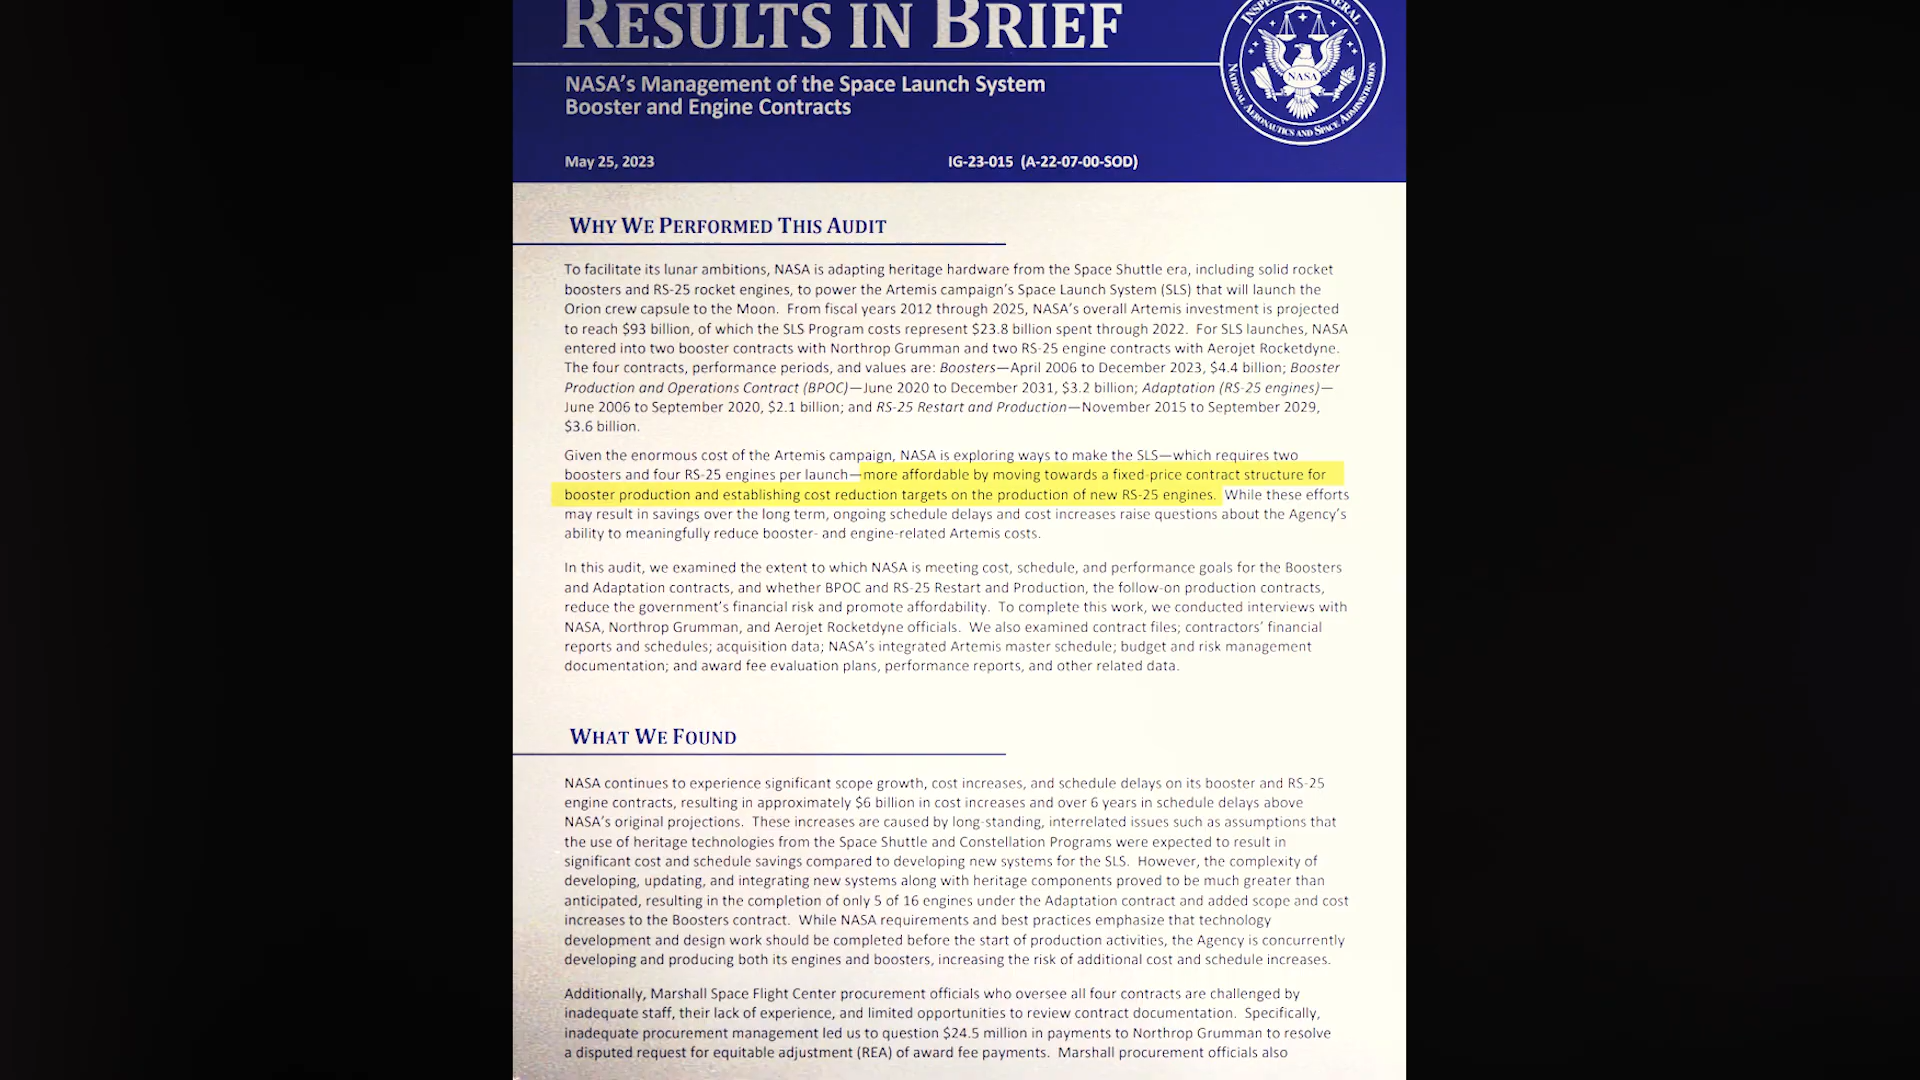 RESULTS IN BRIEF
NASA's Management of the Space Launch System
Booster and Engine Contracts
May 25, 2023
IG-23-015 (A-22-07-00-SOD)
NASA
NATIONAL AERONAUTICS AND SPACE ADMINISTRATION
WHY WE PERFORMED THIS AUDIT
To facilitate its lunar ambitions, NASA is adapting heritage hardware from the Space Shuttle era, including solid rocket
boosters and RS-25 rocket engines, to power the Artemis campaign's Space Launch System (SLS) that will launch the
Orion crew capsule to the Moon. From fiscal years 2012 through 2025, NASA's overall Artemis investment is projected
to reach $93 billion, of which the SLS Program costs represent $23.8 billion spent through 2022. For SLS launches, NASA
entered into two booster contracts with Northrop Grumman and two RS-25 engine contracts with Aerojet Rocketdyne.
The four contracts, performance periods, and values are: Boosters—April 2006 to December 2023, $4.4 billion; Booster
Production and Operations Contract (BPOC)—June 2020 to December 2031, $3.2 billion; Adaptation (RS-25 engines)—
June 2006 to September 2020, $2.1 billion; and RS-25 Restart and Production—November 2015 to September 2029,
$3.6 billion.
Given the enormous cost of the Artemis campaign, NASA is exploring ways to make the SLS—which requires two
boosters and four RS-25 engines per launch—more affordable by moving towards a fixed-price contract structure for
booster production and establishing cost reduction targets on the production of new RS-25 engines. While these efforts
may result in savings over the long term, ongoing schedule delays and cost increases raise questions about the Agency's
ability to meaningfully reduce booster- and engine-related Artemis costs.
In this audit, we examined the extent to which NASA is meeting cost, schedule, and performance goals for the Boosters
and Adaptation contracts, and whether BPOC and RS-25 Restart and Production, the follow-on production contracts,
reduce the government's financial risk and promote affordability. To complete this work, we conducted interviews with
NASA, Northrop Grumman, and Aerojet Rocketdyne officials. We also examined contract files; contractors' financial
reports and schedules; acquisition data; NASA's integrated Artemis master schedule; budget and risk management
documentation; and award fee evaluation plans, performance reports, and other related data.
WHAT WE FOUND
NASA continues to experience significant scope growth, cost increases, and schedule delays on its booster and RS-25
engine contracts, resulting in approximately $6 billion in cost increases and over 6 years in schedule delays above
NASA's original projections. These increases are caused by long-standing, interrelated issues such as assumptions that
the use of heritage technologies from the Space Shuttle and Constellation Programs were expected to result in
significant cost and schedule savings compared to developing new systems for the SLS. However, the complexity of
developing, updating, and integrating new systems along with heritage components proved to be much greater than
anticipated, resulting in the completion of only 5 of 16 engines under the Adaptation contract and added scope and cost
increases to the Boosters contract. While NASA requirements and best practices emphasize that technology
development and design work should be completed before the start of production activities, the Agency is concurrently
developing and producing both its engines and boosters, increasing the risk of additional cost and schedule increases.
Additionally, Marshall Space Flight Center procurement officials who oversee all four contracts are challenged by
inadequate staff, their lack of experience, and limited opportunities to review contract documentation. Specifically,
inadequate procurement management led us to question $24.5 million in payments to Northrop Grumman to resolve
a disputed request for equitable adjustment (REA) of award fee payments. Marshall procurement officials also